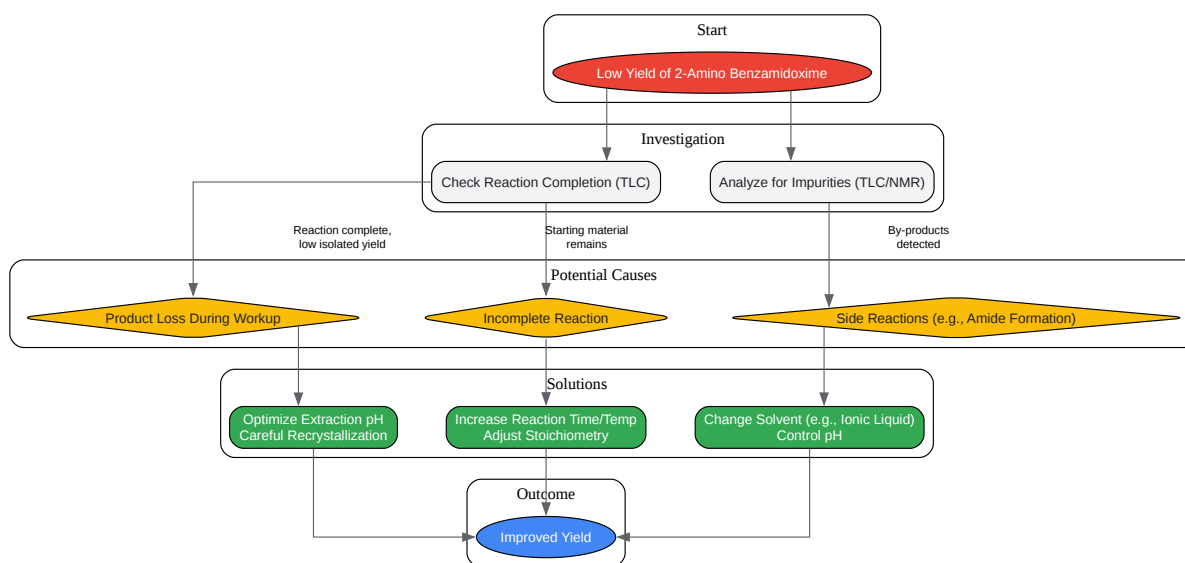 Start
Low Yield of 2-Amino Benzamidoxime
Investigation
Check Reaction Completion (TLC)
Analyze for Impurities (TLC/NMR)
Reaction complete,
low isolated yield
Starting material
remains
By-products
detected
Potential Causes
Product Loss During Workup
Incomplete Reaction
Side Reactions (e.g., Amide Formation)
Solutions
Optimize Extraction pH
Careful Recrystallization
Increase Reaction Time/Temp
Adjust Stoichiometry
Change Solvent (e.g., Ionic Liquid)
Control pH
Outcome
Improved Yield